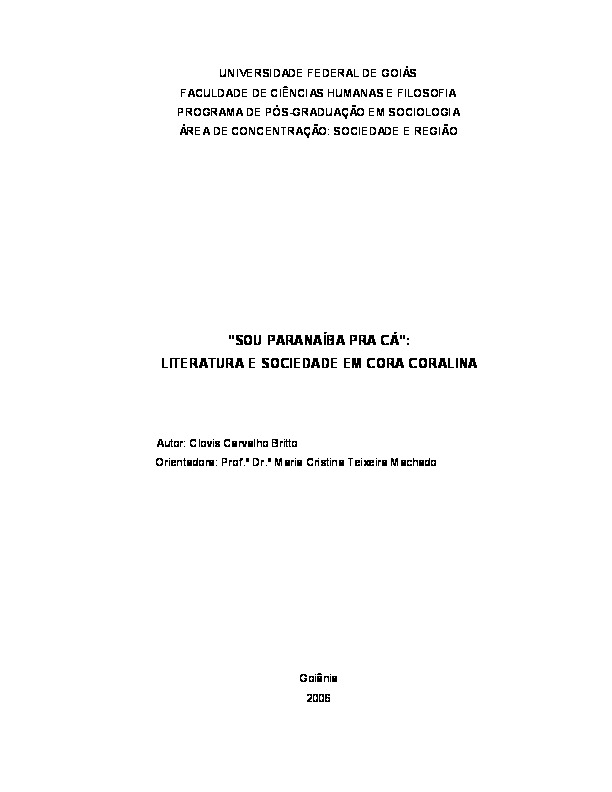 UNIVERSIDADE FEDERAL DE GOIÁS
FACULDADE DE CIÊNCIAS HUMANAS E FILOSOFIA
PROGRAMA DE PÓS-GRADUAÇÃO EM SOCIOLOGIA
ÁREA DE CONCENTRAÇÃO: SOCIEDADE E REGIÃO
"SOU PARANAÍBA PRA CÁ":
LITERATURA E SOCIEDADE EM CORA CORALINA
Autor: Clovis Carvalho Britto
Orientadora: Prof.ª Dr.ª Maria Cristina Teixeira Machado
Goiânia
2006